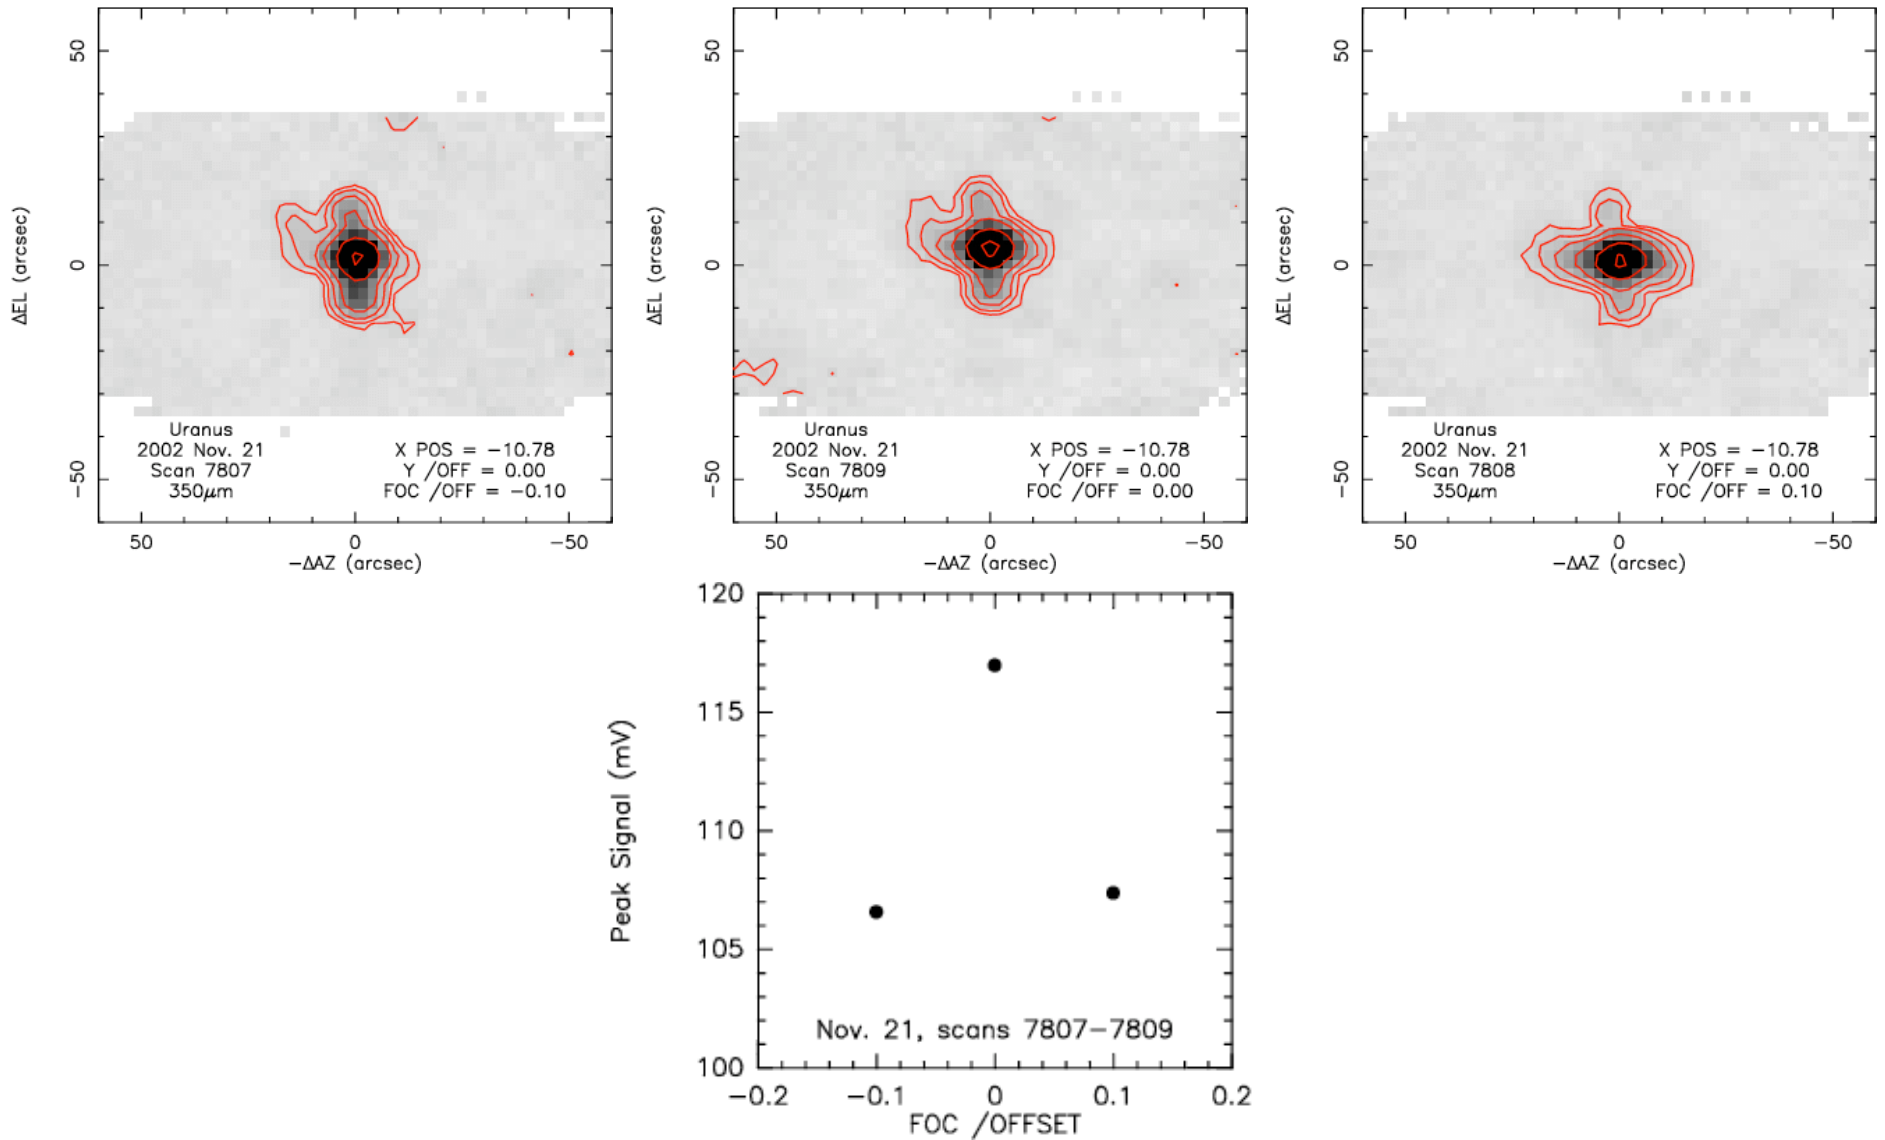 50
0
−50
ΔEL (arcsec)
Uranus
2002 Nov. 21
Scan 7807
350μm
X POS = −10.78
Y /OFF = 0.00
FOC /OFF = −0.10
50 0 −50
−ΔAZ (arcsec)
50
0
−50
ΔEL (arcsec)
Uranus
2002 Nov. 21
Scan 7809
350μm
X POS = −10.78
Y /OFF = 0.00
FOC /OFF = 0.00
50 0 −50
−ΔAZ (arcsec)
50
0
−50
ΔEL (arcsec)
Uranus
2002 Nov. 21
Scan 7808
350μm
X POS = −10.78
Y /OFF = 0.00
FOC /OFF = 0.10
50 0 −50
−ΔAZ (arcsec)
120
115
110
105
100
Peak Signal (mV)
Nov. 21, scans 7807−7809
−0.2 −0.1 0 0.1 0.2
FOC /OFFSET